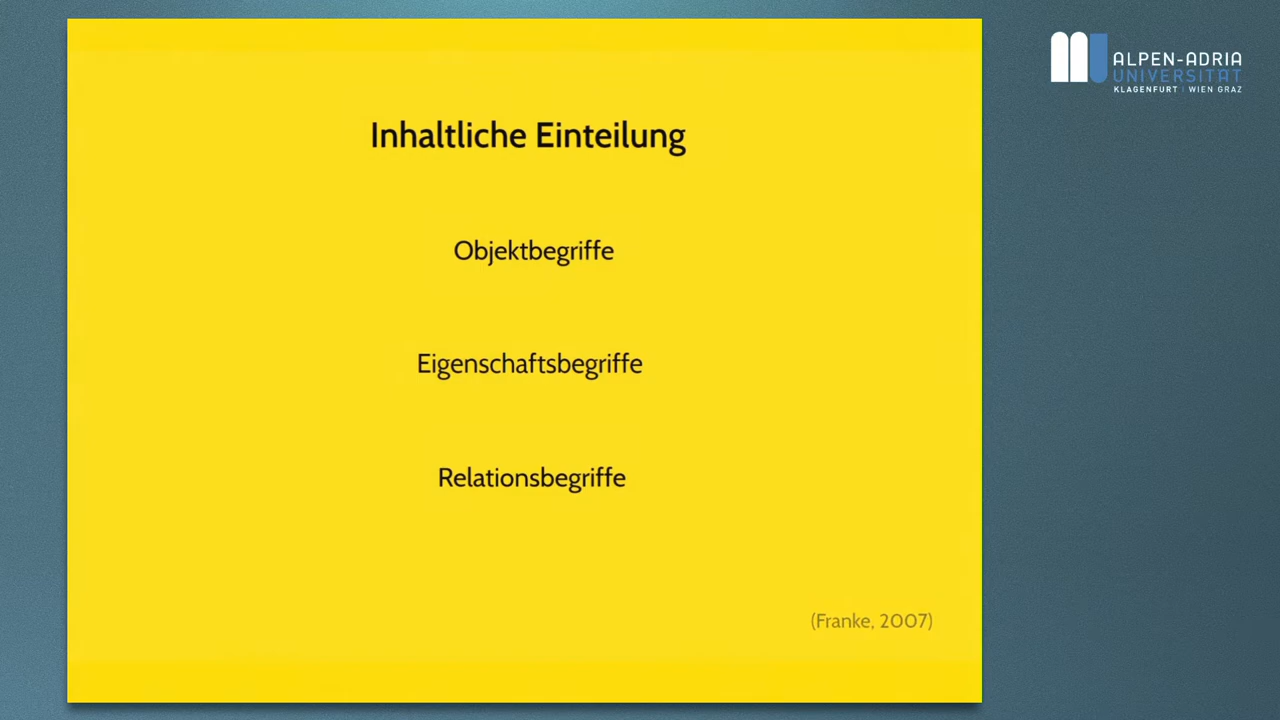 Inhaltliche Einteilung
Objektbegriffe
Eigenschaftsbegriffe
Relationsbegriffe
(Franke, 2007)
ALPEN-ADRIA
UNIVERSITÄT
KLAGENFURT | WIEN GRAZ